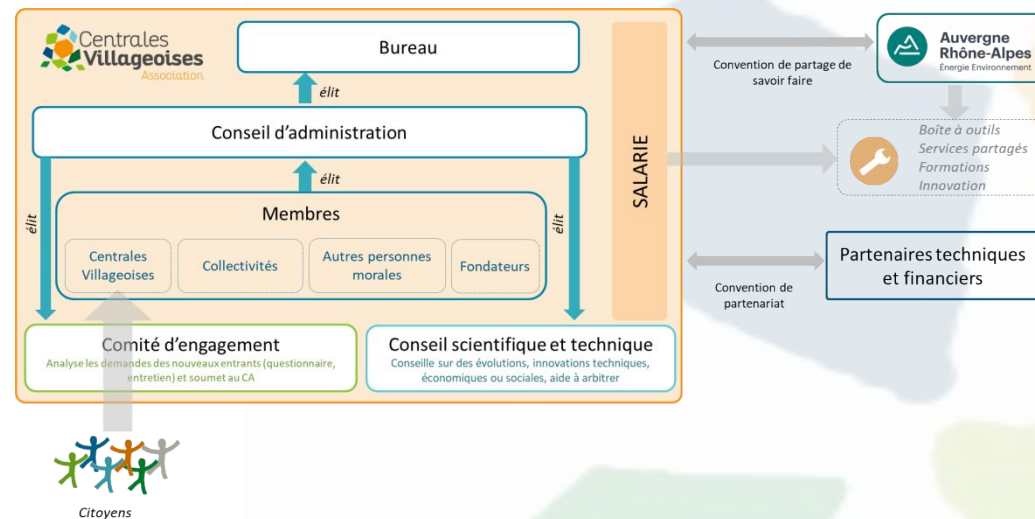 Centrales
Villageoises
Association
Bureau
élit
Conseil d'administration
élit
élit
élit
Membres
Centrales
Villageoises
Collectivités
Autres personnes
morales
Fondateurs
Comité d'engagement
Analyse les demandes des nouveaux entrants (questionnaire,
entretien) et soumet au CA
Conseil scientifique et technique
Conseille sur des évolutions, innovations techniques,
économiques ou sociales, aide à arbitrer
SALARIE
Convention de partage de
savoir faire
Auvergne
Rhône-Alpes
Énergie Environnement
Boîte à outils
Services partagés
Formations
Innovation
Partenaires techniques
et financiers
Convention de
partenariat
Citoyens